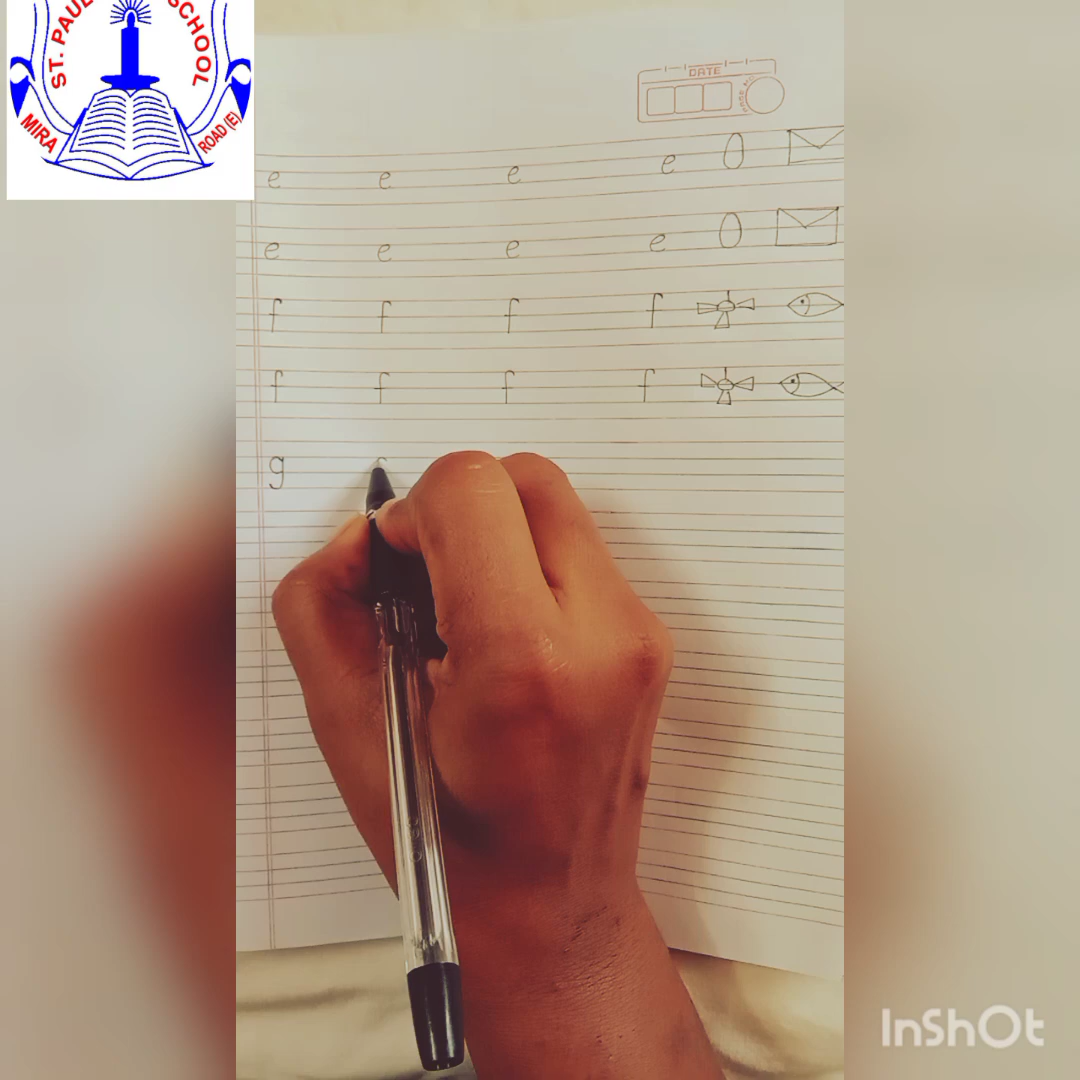 ST. PAUL SCHOOL
MIRA ROAD (E)
DATE
e e e e
e e e e
f f f f
f f f f
g
InShOt